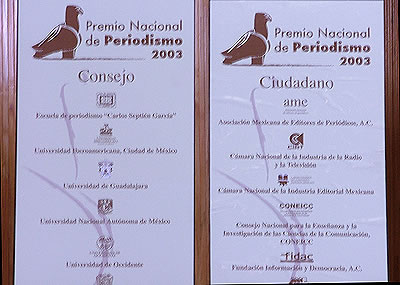 Premio Nacional
de Periodismo
2003
Consejo
Escuela de periodismo "Carlos Septién García"
Universidad Iberoamericana, Ciudad de México
Universidad de Guadalajara
Universidad Nacional Autónoma de México
Universidad de Occidente
Premio Nacional
de Periodismo
2003
Ciudadano
ame
Asociación Mexicana de Editores de Periódicos, A.C.
Cámara Nacional de la Industria de la Radio
y la Televisión
Cámara Nacional de la Industria Editorial Mexicana
CONEICC
Consejo Nacional para la Enseñanza y la
Investigación de las Ciencias de la Comunicación,
CONEICC
fidac
Fundación Información y Democracia, A.C.